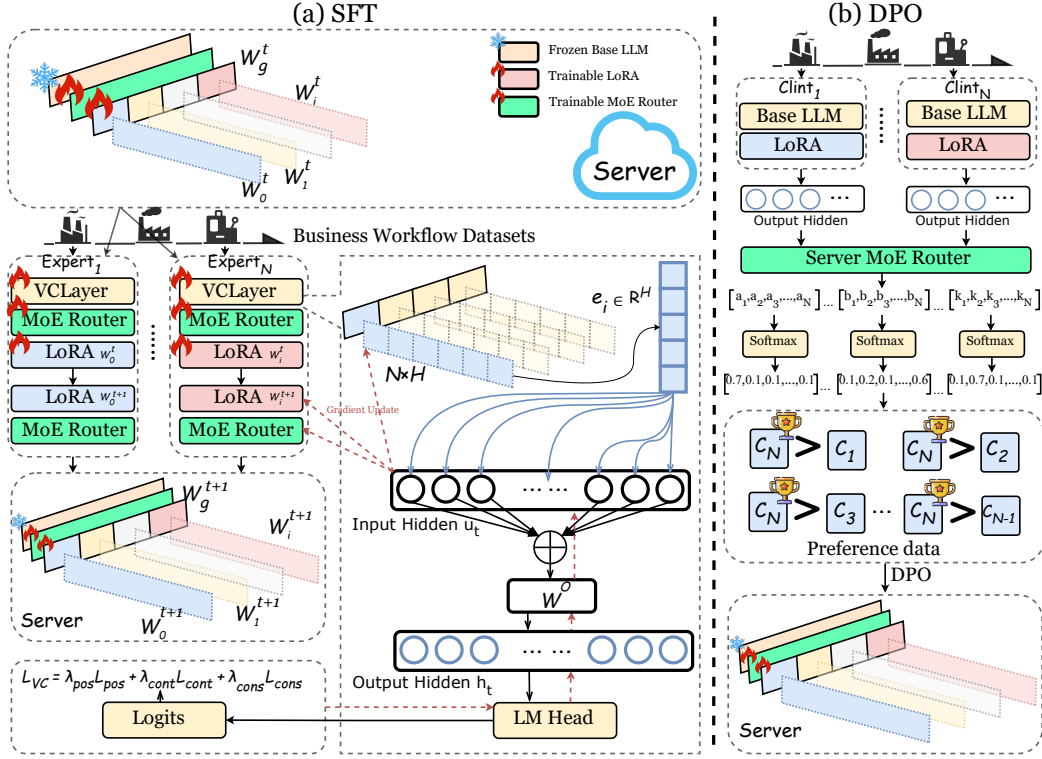 (a) SFT
W_g^t
W_i^t
W_1^t
W_0^t
Frozen Base LLM
Trainable LoRA
Trainable MoE Router
Server
Business Workflow Datasets
Expert_1
VCLayer
MoE Router
LoRA W_0^t
LoRA W_0^{t+1}
MoE Router
Expert_N
VCLayer
MoE Router
LoRA W_i^t
LoRA W_i^{t+1}
MoE Router
Gradient Update
e_i ∈ R^H
N×H
... ...
Input Hidden u_t
W^O
... ...
Output Hidden h_t
LM Head
W_g^{t+1}
W_i^{t+1}
W_1^{t+1}
W_0^{t+1}
Server
L_VC = λ_pos L_pos + λ_cont L_cont + λ_cons L_cons
Logits
(b) DPO
Clint_1
Base LLM
LoRA
Clint_N
Base LLM
LoRA
...
Output Hidden
...
Output Hidden
Server MoE Router
[a_1,a_2,a_3,...,a_N]... [b_1,b_2,b_3,...,b_N]... [k_1,k_2,k_3,...,k_N]
Softmax
Softmax
Softmax
[0.7,0.1,0.1,...,0.1]... [0.1,0.2,0.1,...,0.6] [0.1,0.7,0.1,...,0.1]
C_N > C_1 C_N > C_2
C_N > C_3 ... C_N > C_{N-1}
Preference data
DPO
Server